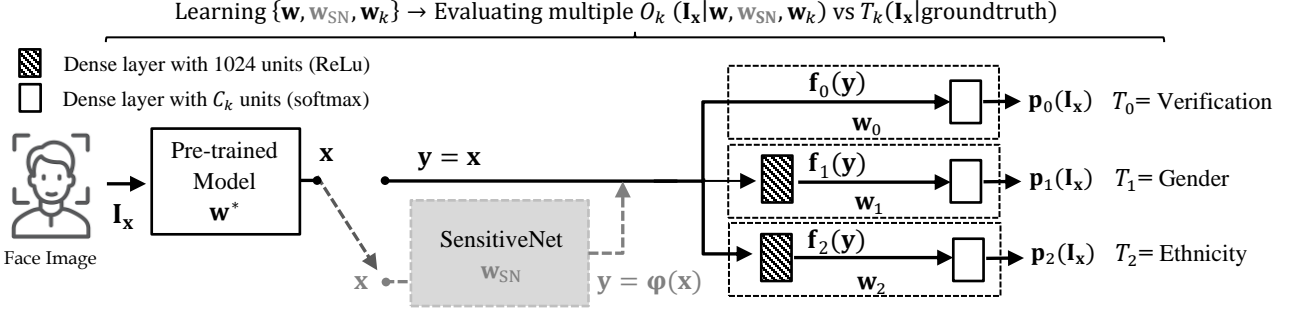 Learning {w, w_SN, w_k} → Evaluating multiple O_k (I_x|w, w_SN, w_k) vs T_k(I_x|groundtruth)
Dense layer with 1024 units (ReLu)
Dense layer with C_k units (softmax)
Face Image
I_x
Pre-trained
Model
w*
x
y = x
x
SensitiveNet
w_SN
y = φ(x)
f_0(y)
w_0
p_0(I_x) T_0= Verification
f_1(y)
w_1
p_1(I_x) T_1= Gender
f_2(y)
w_2
p_2(I_x) T_2= Ethnicity